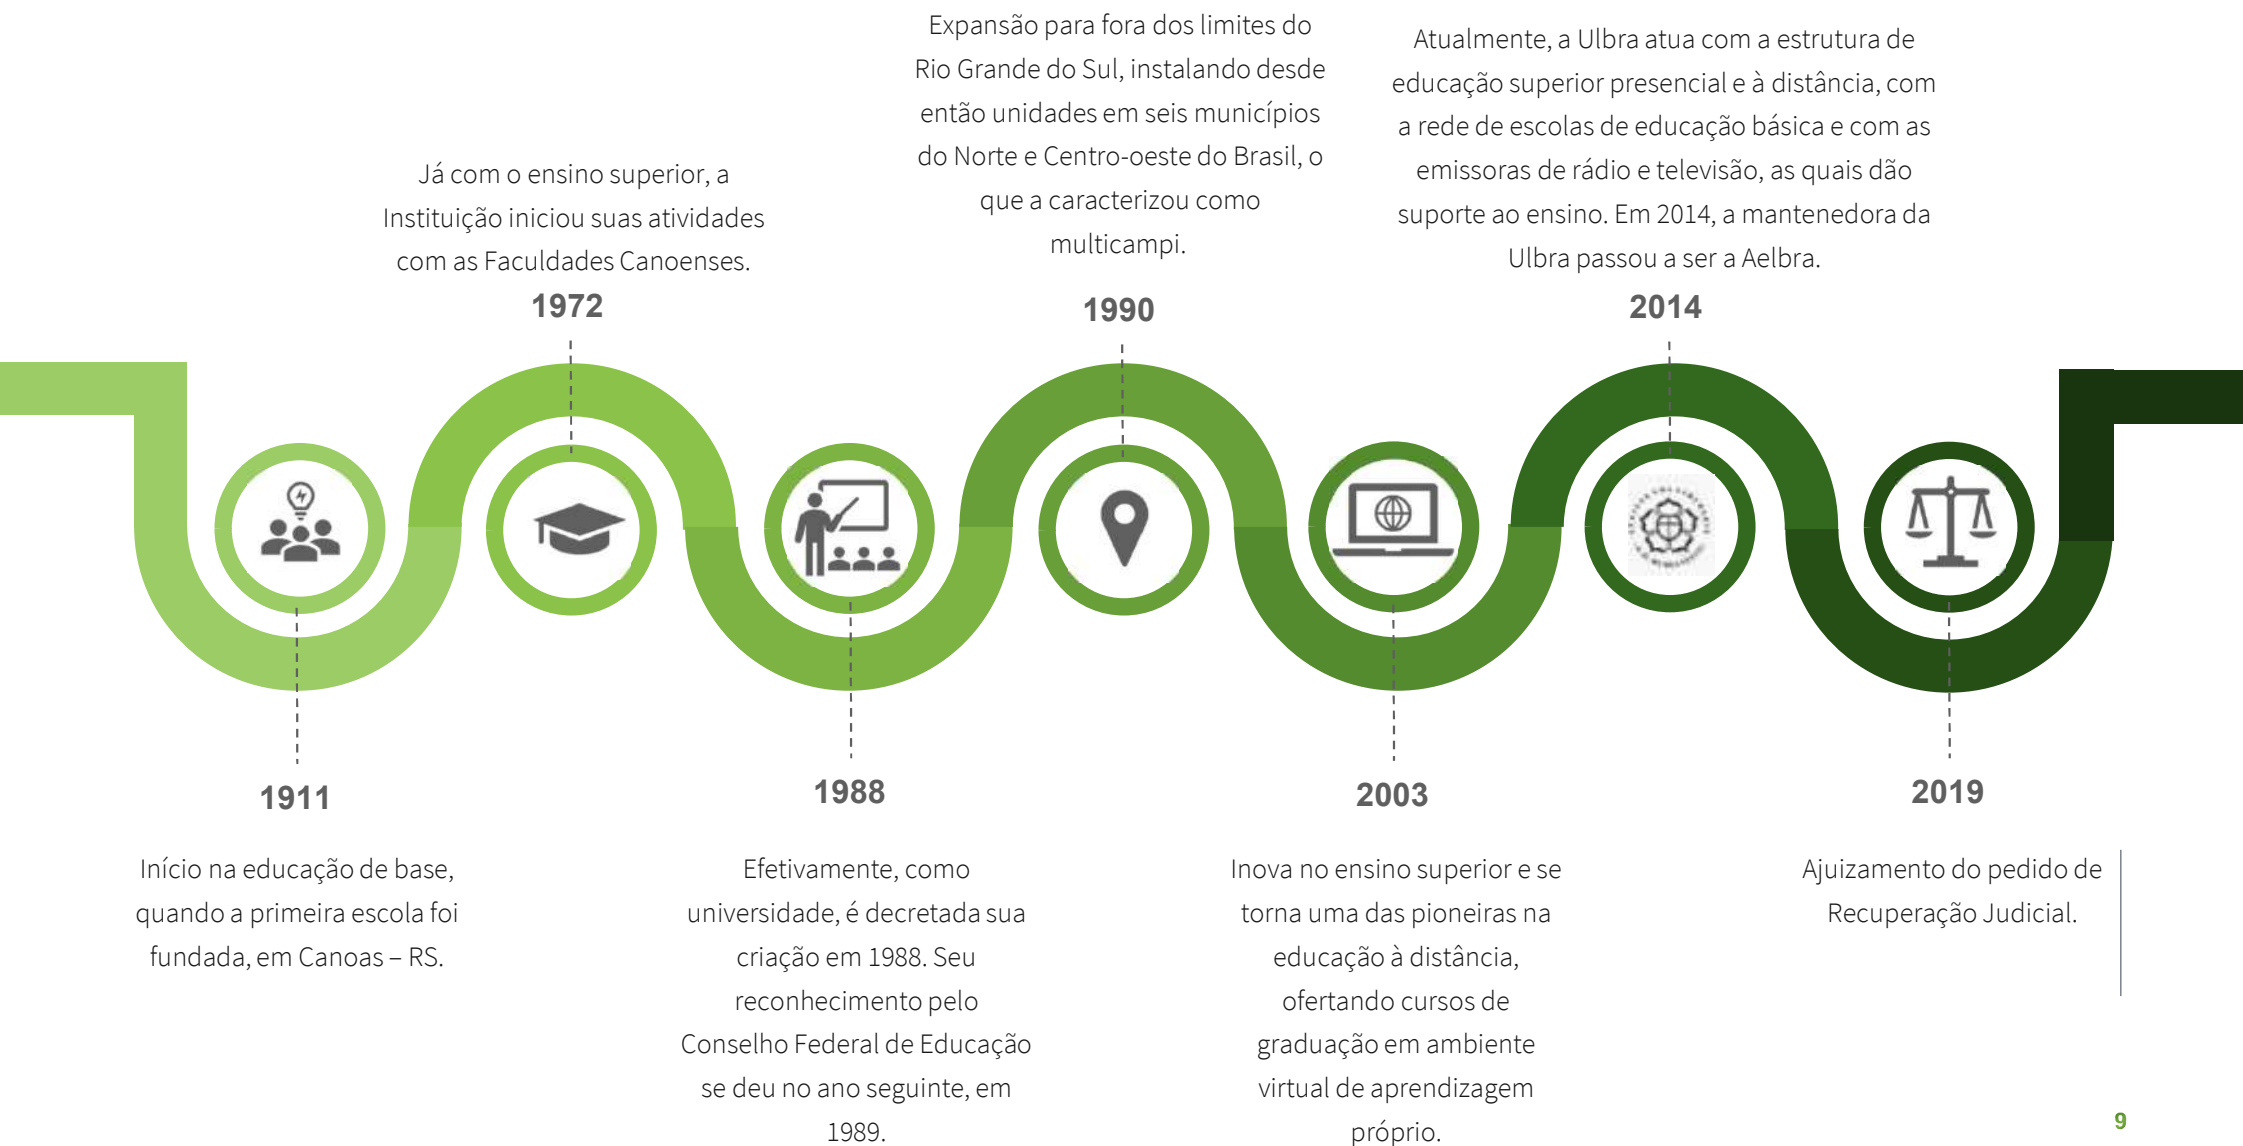 Início na educação de base,
quando a primeira escola foi
fundada, em Canoas – RS.
1911
Já com o ensino superior, a
Instituição iniciou suas atividades
com as Faculdades Canoenses.
1972
1988
Efetivamente, como
universidade, é decretada sua
criação em 1988. Seu
reconhecimento pelo
Conselho Federal de Educação
se deu no ano seguinte, em
1989.
Expansão para fora dos limites do
Rio Grande do Sul, instalando desde
então unidades em seis municípios
do Norte e Centro-oeste do Brasil, o
que a caracterizou como
multicampi.
1990
2003
Inova no ensino superior e se
torna uma das pioneiras na
educação à distância,
ofertando cursos de
graduação em ambiente
virtual de aprendizagem
próprio.
Atualmente, a Ulbra atua com a estrutura de
educação superior presencial e à distância, com
a rede de escolas de educação básica e com as
emissoras de rádio e televisão, as quais dão
suporte ao ensino. Em 2014, a mantenedora da
Ulbra passou a ser a Aelbra.
2014
2019
Ajuizamento do pedido de
Recuperação Judicial.
9